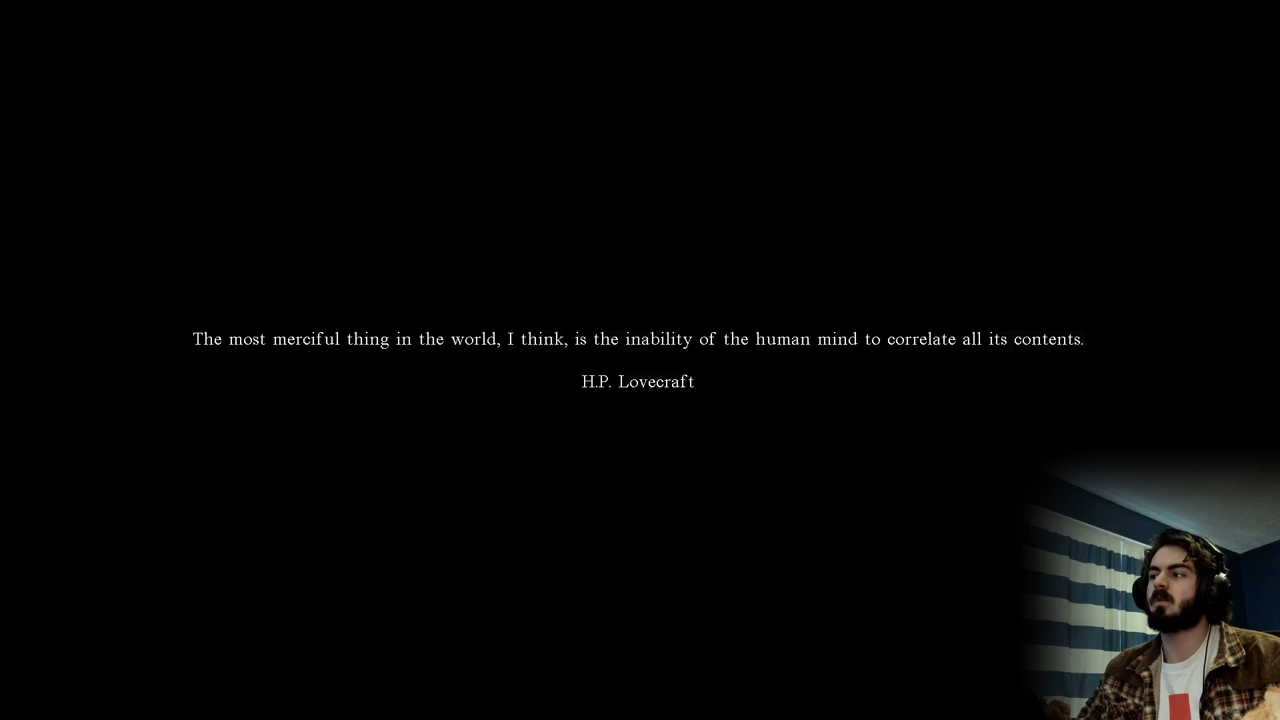 The most merciful thing in the world, I think, is the inability of the human mind to correlate all its contents.
H.P. Lovecraft